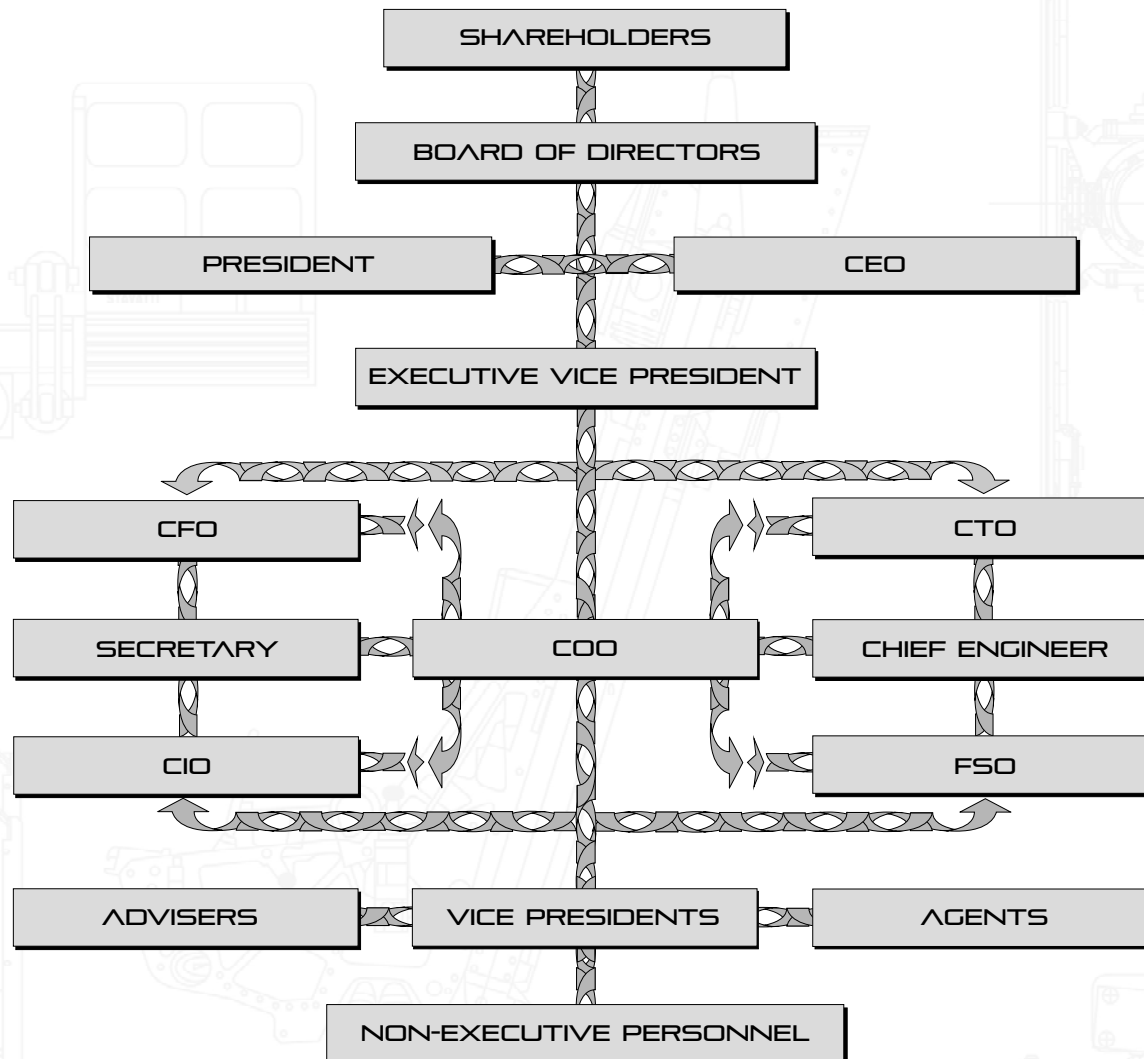 SHAREHOLDERS
BOARD OF DIRECTORS
PRESIDENT
CEO
EXECUTIVE VICE PRESIDENT
CFO
CTO
SECRETARY
COO
CHIEF ENGINEER
CIO
FSO
ADVISERS
VICE PRESIDENTS
AGENTS
NON-EXECUTIVE PERSONNEL